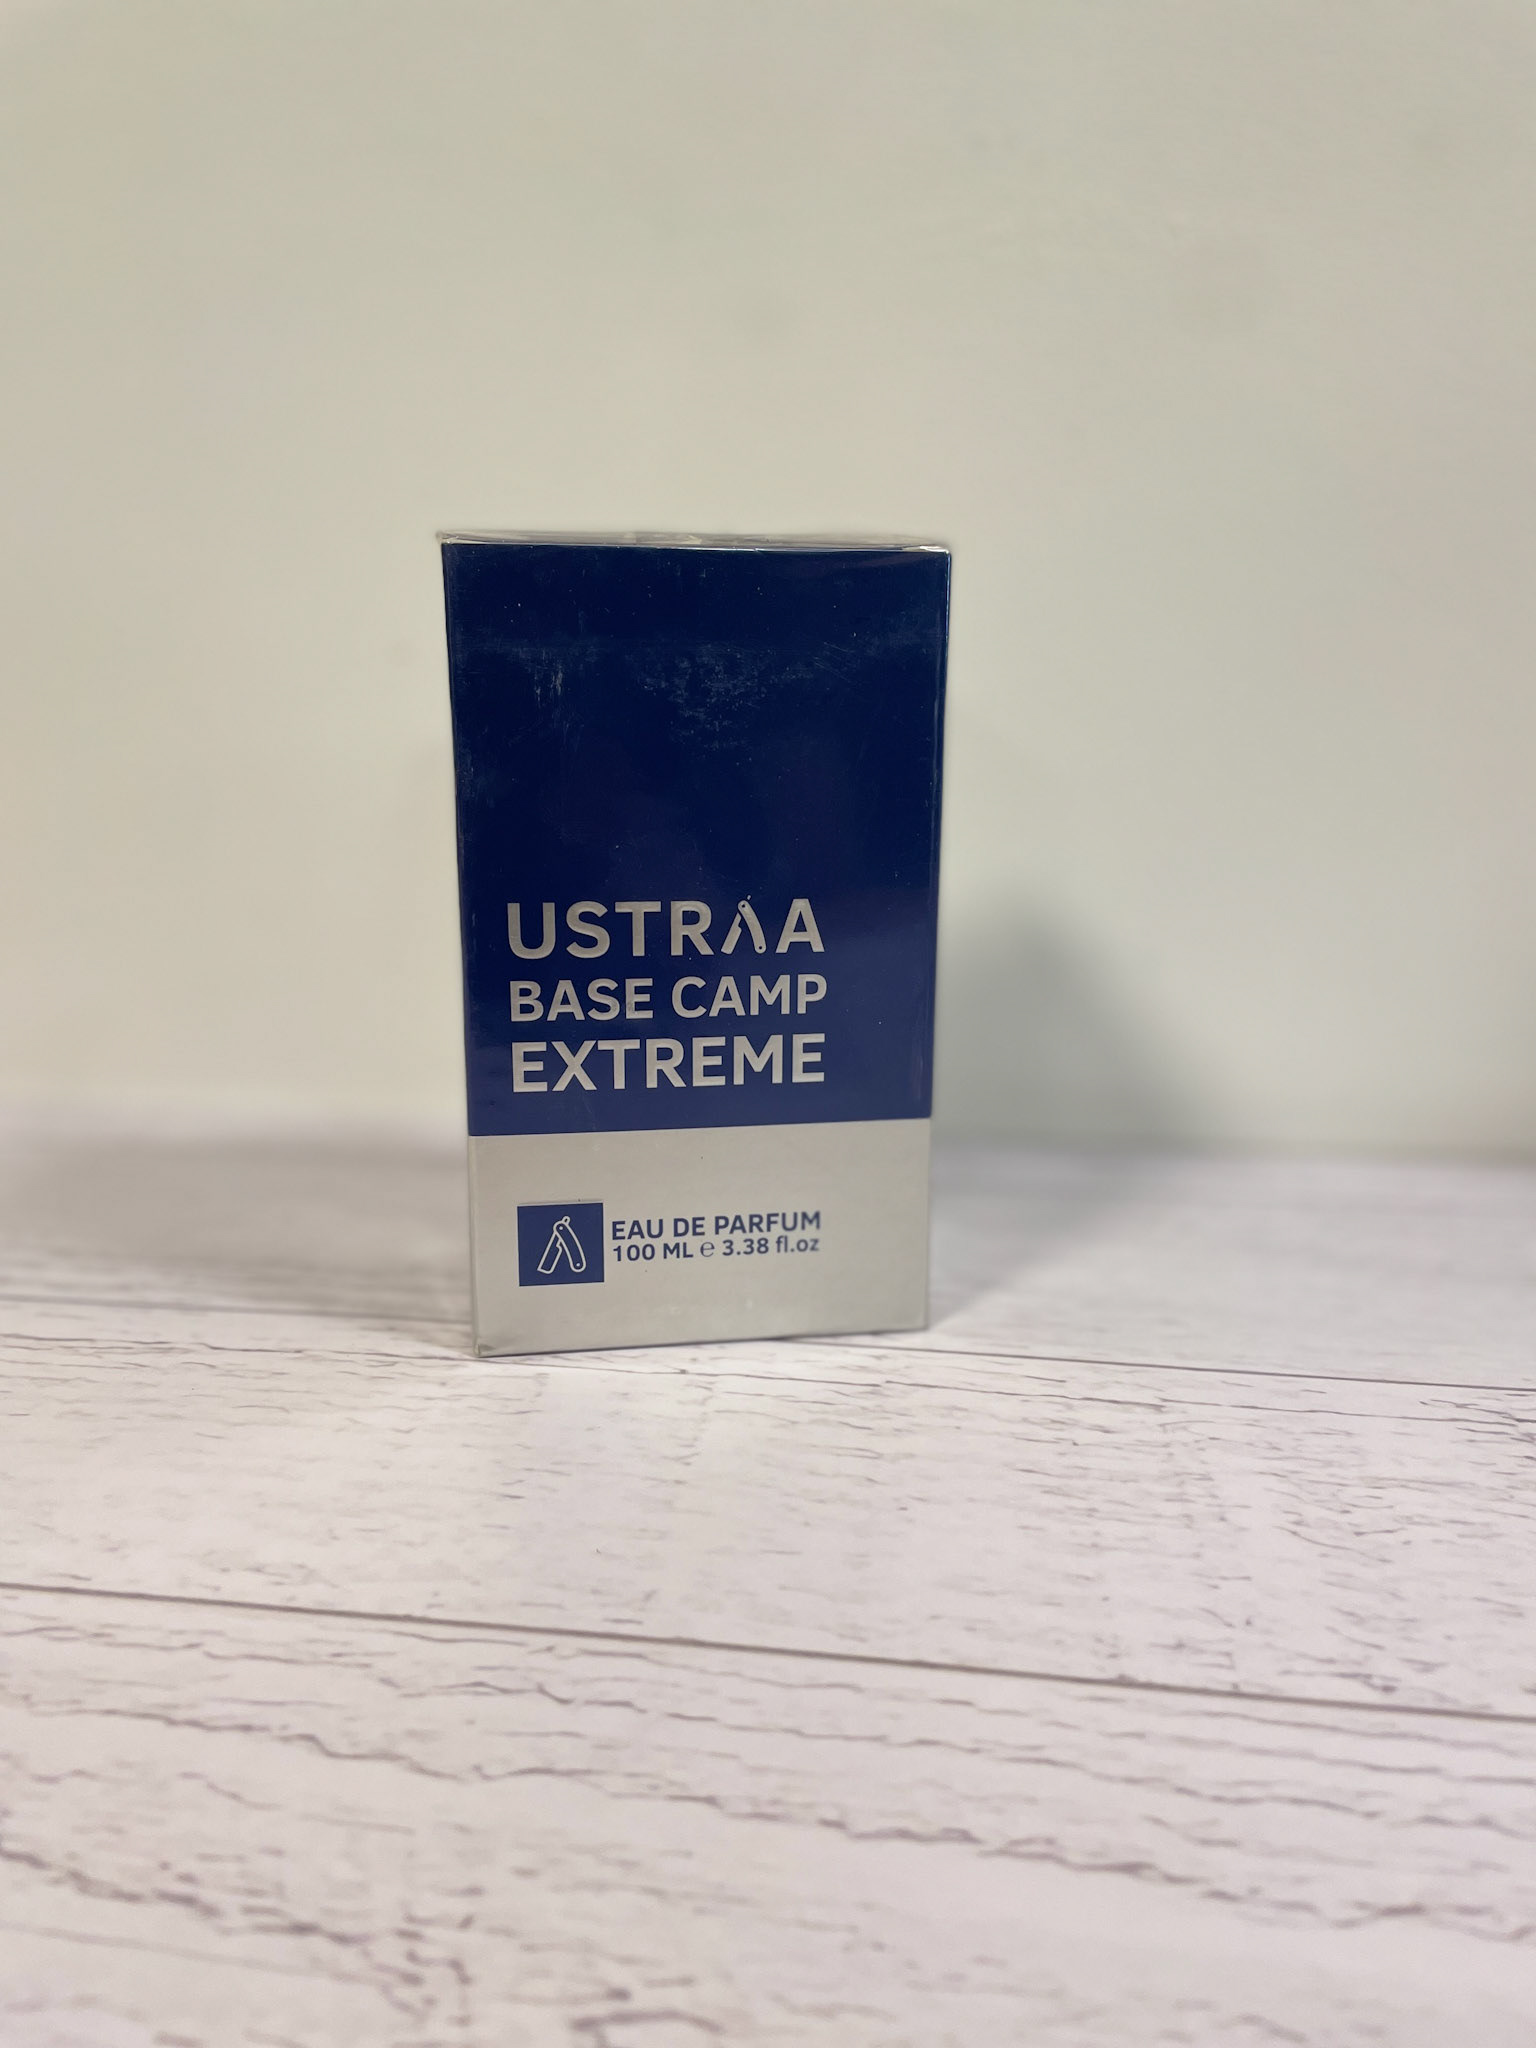 USTRAA
BASE CAMP
EXTREME
EAU DE PARFUM
100 ML ℮ 3.38 fl.oz